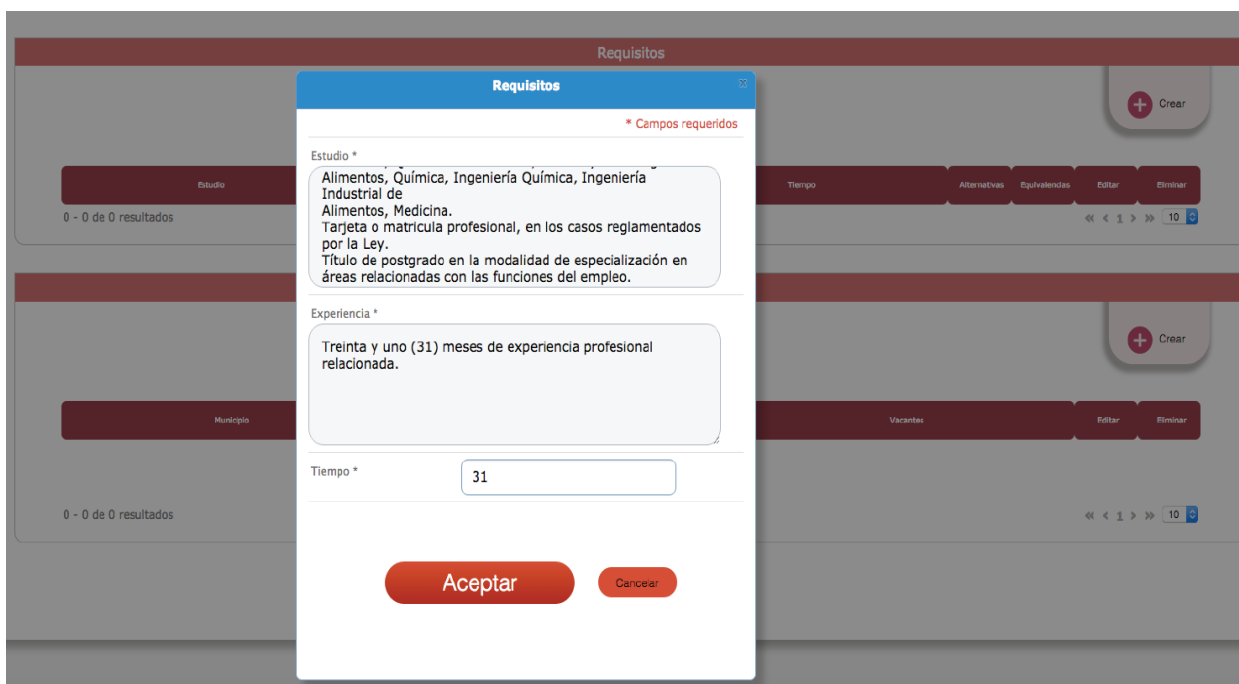 Requisitos
Crear
Estudio
Tiempo
Alternativas
Equivalencias
Editar
Eliminar
0 - 0 de 0 resultados
« < 1 > » 10
Requisitos
* Campos requeridos
Estudio *
Alimentos, Química, Ingeniería Química, Ingeniería
Industrial de
Alimentos, Medicina.
Tarjeta o matricula profesional, en los casos reglamentados
por la Ley.
Título de postgrado en la modalidad de especialización en
áreas relacionadas con las funciones del empleo.
Experiencia *
Treinta y uno (31) meses de experiencia profesional
relacionada.
Tiempo *
31
Aceptar
Cancelar
Crear
Municipio
Vacantes
Editar
Eliminar
0 - 0 de 0 resultados
« < 1 > » 10